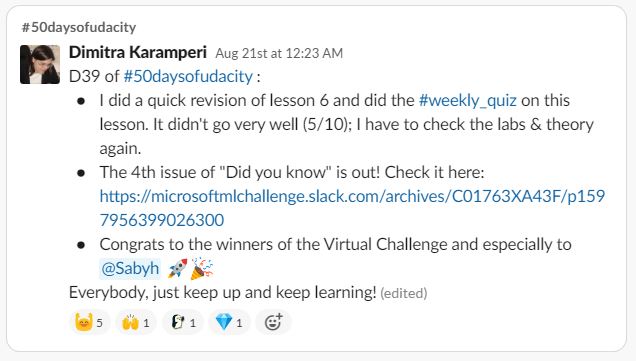 #50daysofudacity
Dimitra Karamperi Aug 21st at 12:23 AM
D39 of #50daysofudacity :
• I did a quick revision of lesson 6 and did the #weekly_quiz on this
lesson. It didn't go very well (5/10); I have to check the labs & theory
again.
• The 4th issue of "Did you know" is out! Check it here:
https://microsoftmlchallenge.slack.com/archives/C01763XA43F/p159
7956399026300
• Congrats to the winners of the Virtual Challenge and especially to
@Sabyh 🚀🎉
Everybody, just keep up and keep learning! (edited)
5 1 1 1